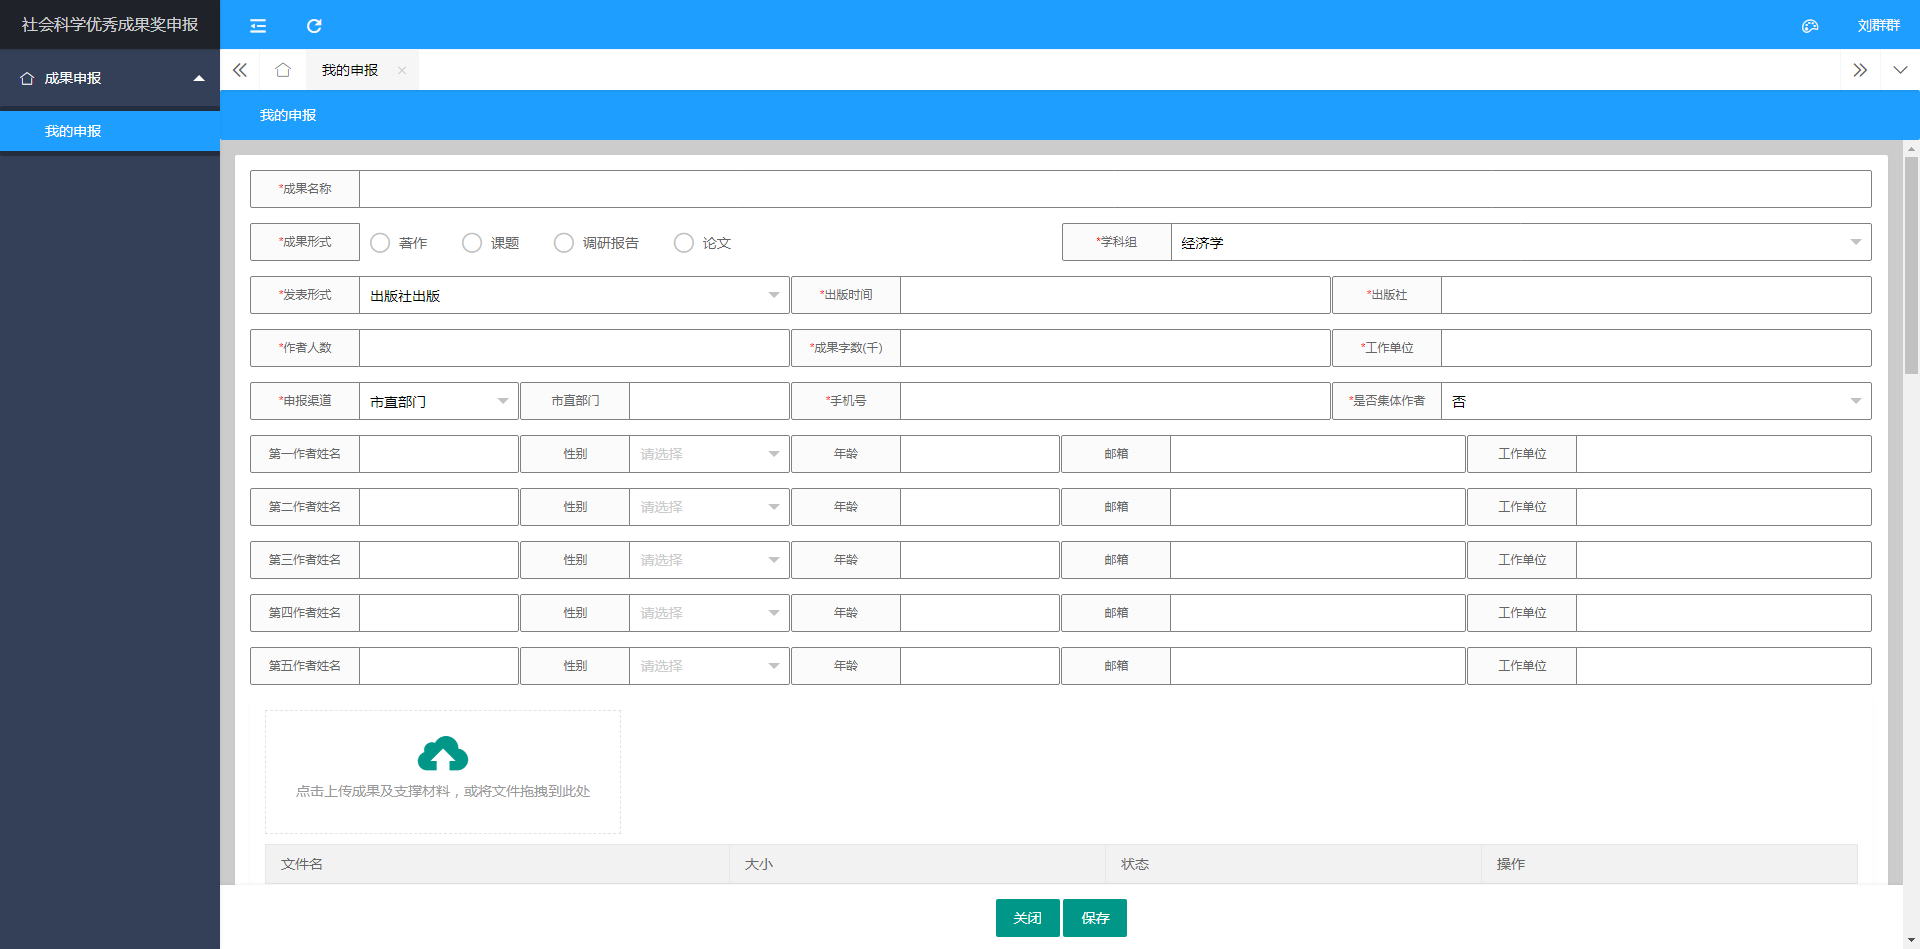 社会科学优秀成果奖申报
刘群群
成果申报
我的申报
我的申报
我的申报
*成果名称
*成果形式 著作 课题 调研报告 论文 *学科组 经济学
*发表形式 出版社出版 *出版时间 *出版社
*作者人数 *成果字数(千) *工作单位
*申报渠道 市直部门 市直部门 *手机号 *是否集体作者 否
第一作者姓名 性别 请选择 年龄 邮箱 工作单位
第二作者姓名 性别 请选择 年龄 邮箱 工作单位
第三作者姓名 性别 请选择 年龄 邮箱 工作单位
第四作者姓名 性别 请选择 年龄 邮箱 工作单位
第五作者姓名 性别 请选择 年龄 邮箱 工作单位
点击上传成果及支撑材料，或将文件拖拽到此处
文件名 大小 状态 操作
关闭 保存